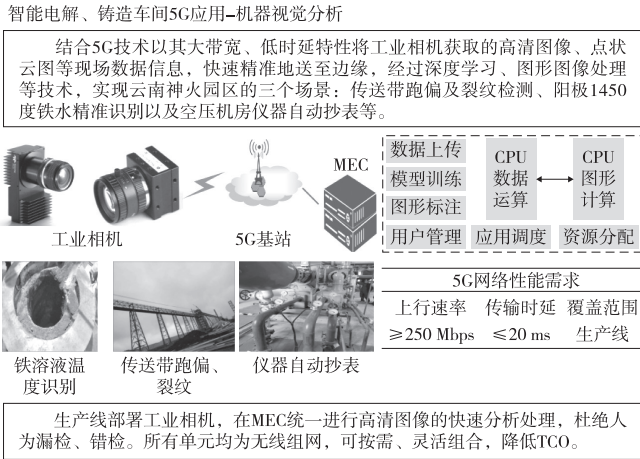 智能电解、铸造车间5G应用–机器视觉分析
结合5G技术以其大带宽、低时延特性将工业相机获取的高清图像、点状
云图等现场数据信息，快速精准地送至边缘，经过深度学习、图形图像处理
等技术，实现云南神火园区的三个场景：传送带跑偏及裂纹检测、阳极1450
度铁水精准识别以及空压机房仪器自动抄表等。
工业相机
5G基站
MEC
数据上传
模型训练
图形标注
CPU
数据
运算
CPU
图形
计算
用户管理 应用调度 资源分配
铁溶液温
度识别
传送带跑偏、
裂纹
仪器自动抄表
5G网络性能需求
上行速率 传输时延 覆盖范围
≥250 Mbps ≤20 ms 生产线
生产线部署工业相机，在MEC统一进行高清图像的快速分析处理，杜绝人
为漏检、错检。所有单元均为无线组网，可按需、灵活组合，降低TCO。